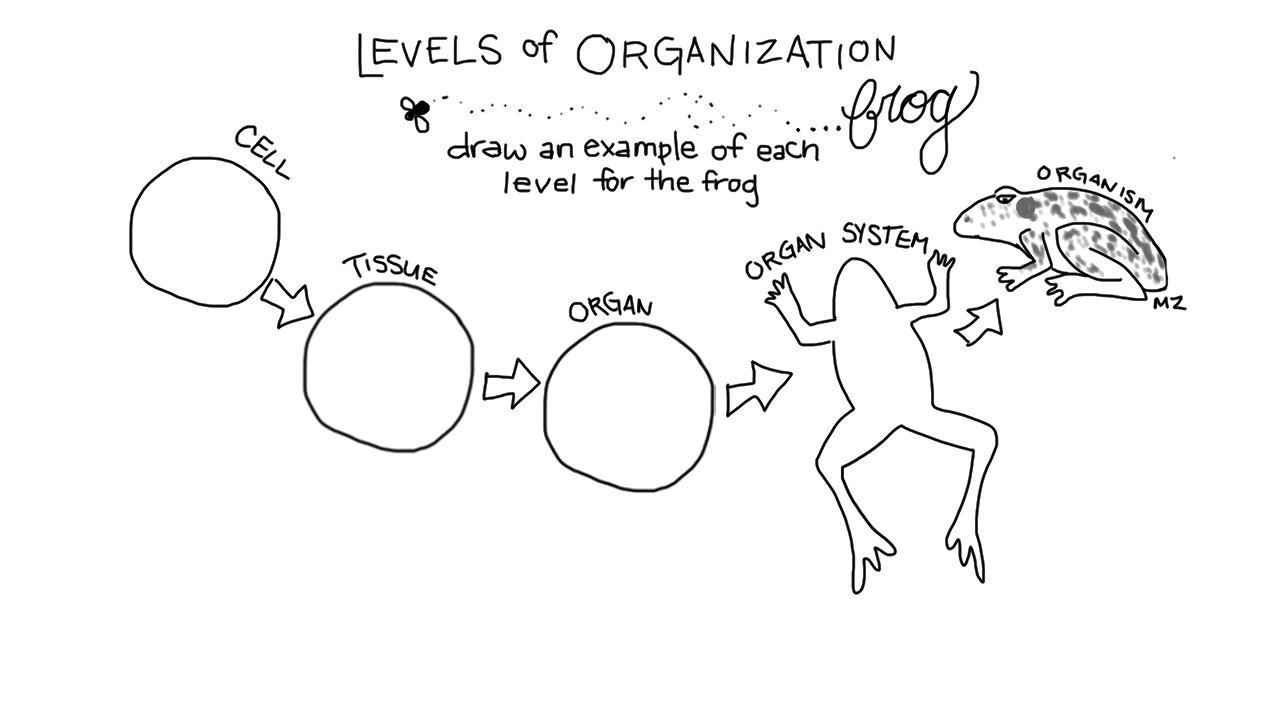 LEVELS of ORGANIZATION
frog
draw an example of each
level for the frog
CELL
TISSUE
ORGAN
ORGAN SYSTEM
ORGANISM
MZ